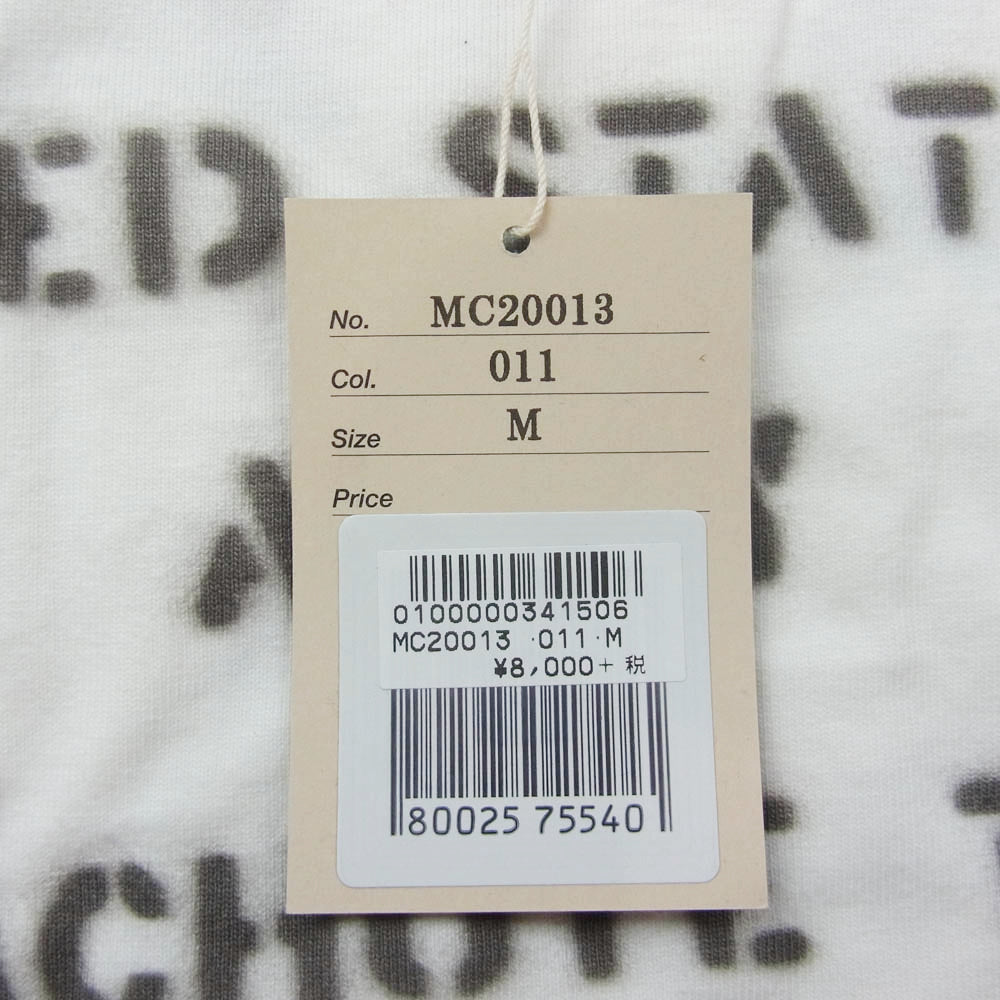 ED STAT
No. MC20013
Col. 011
Size M
Price
0100000341506
MC20013 ·011·M
¥8,000+税
80025 75540